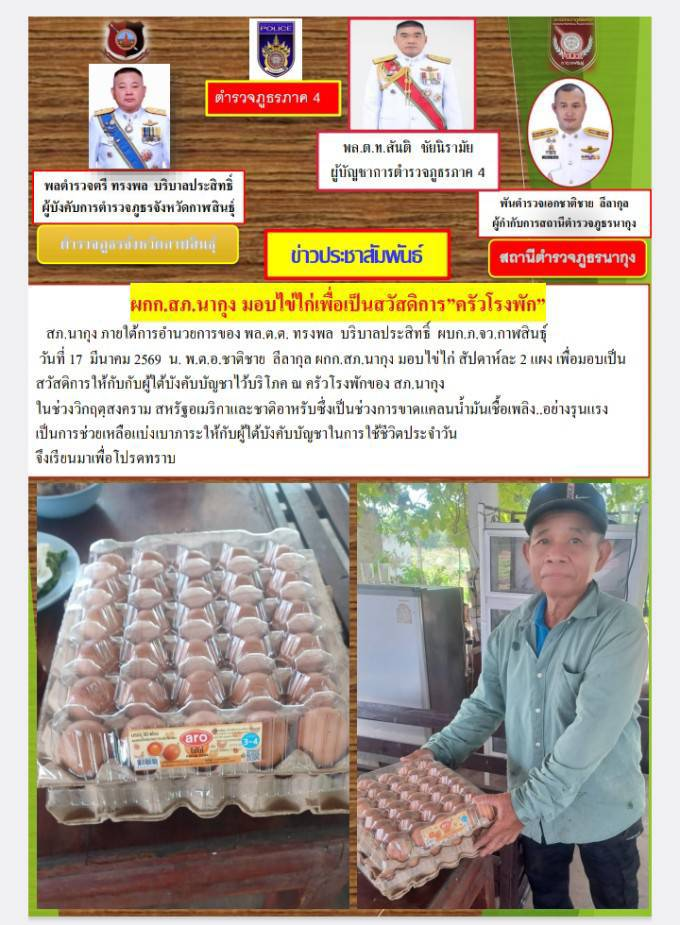 POLICE
ตำรวจภูธรภาค 4
พล.ต.ท.สันติ ชัยนิรามัย
ผู้บัญชาการตำรวจภูธรภาค 4
พลตำรวจตรี ทรงพล บริบาลประสิทธิ์
ผู้บังคับการตำรวจภูธรจังหวัดกาฬสินธุ์
ตำรวจภูธรจังหวัดกาฬสินธุ์
พันตำรวจเอกชาติชาย ลีลากุล
ผู้กำกับการสถานีตำรวจภูธรนากุง
สถานีตำรวจภูธรนากุง
ข่าวประชาสัมพันธ์
ผกก.สภ.นากุง มอบไข่ไก่เพื่อเป็นสวัสดิการ"ครัวโรงพัก"
สภ.นากุง ภายใต้การอำนวยการของ พล.ต.ต. ทรงพล บริบาลประสิทธิ์ ผบก.ภ.จว.กาฬสินธุ์
วันที่ 17 มีนาคม 2569 น. พ.ต.อ.ชาติชาย ลีลากุล ผกก.สภ.นากุง มอบไข่ไก่ สัปดาห์ละ 2 แผง เพื่อมอบเป็น
สวัสดิการให้กับกับผู้ใต้บังคับบัญชาไว้บริโภค ณ ครัวโรงพักของ สภ.นากุง
ในช่วงวิกฤตสงคราม สหรัฐอเมริกาและชาติอาหรับซึ่งเป็นช่วงการขาดแคลนน้ำมันเชื้อเพลิง..อย่างรุนแรง
เป็นการช่วยเหลือแบ่งเบาภาระให้กับผู้ใต้บังคับบัญชาในการใช้ชีวิตประจำวัน
จึงเรียนมาเพื่อโปรดทราบ
aro
ไข่ไก่
3-4